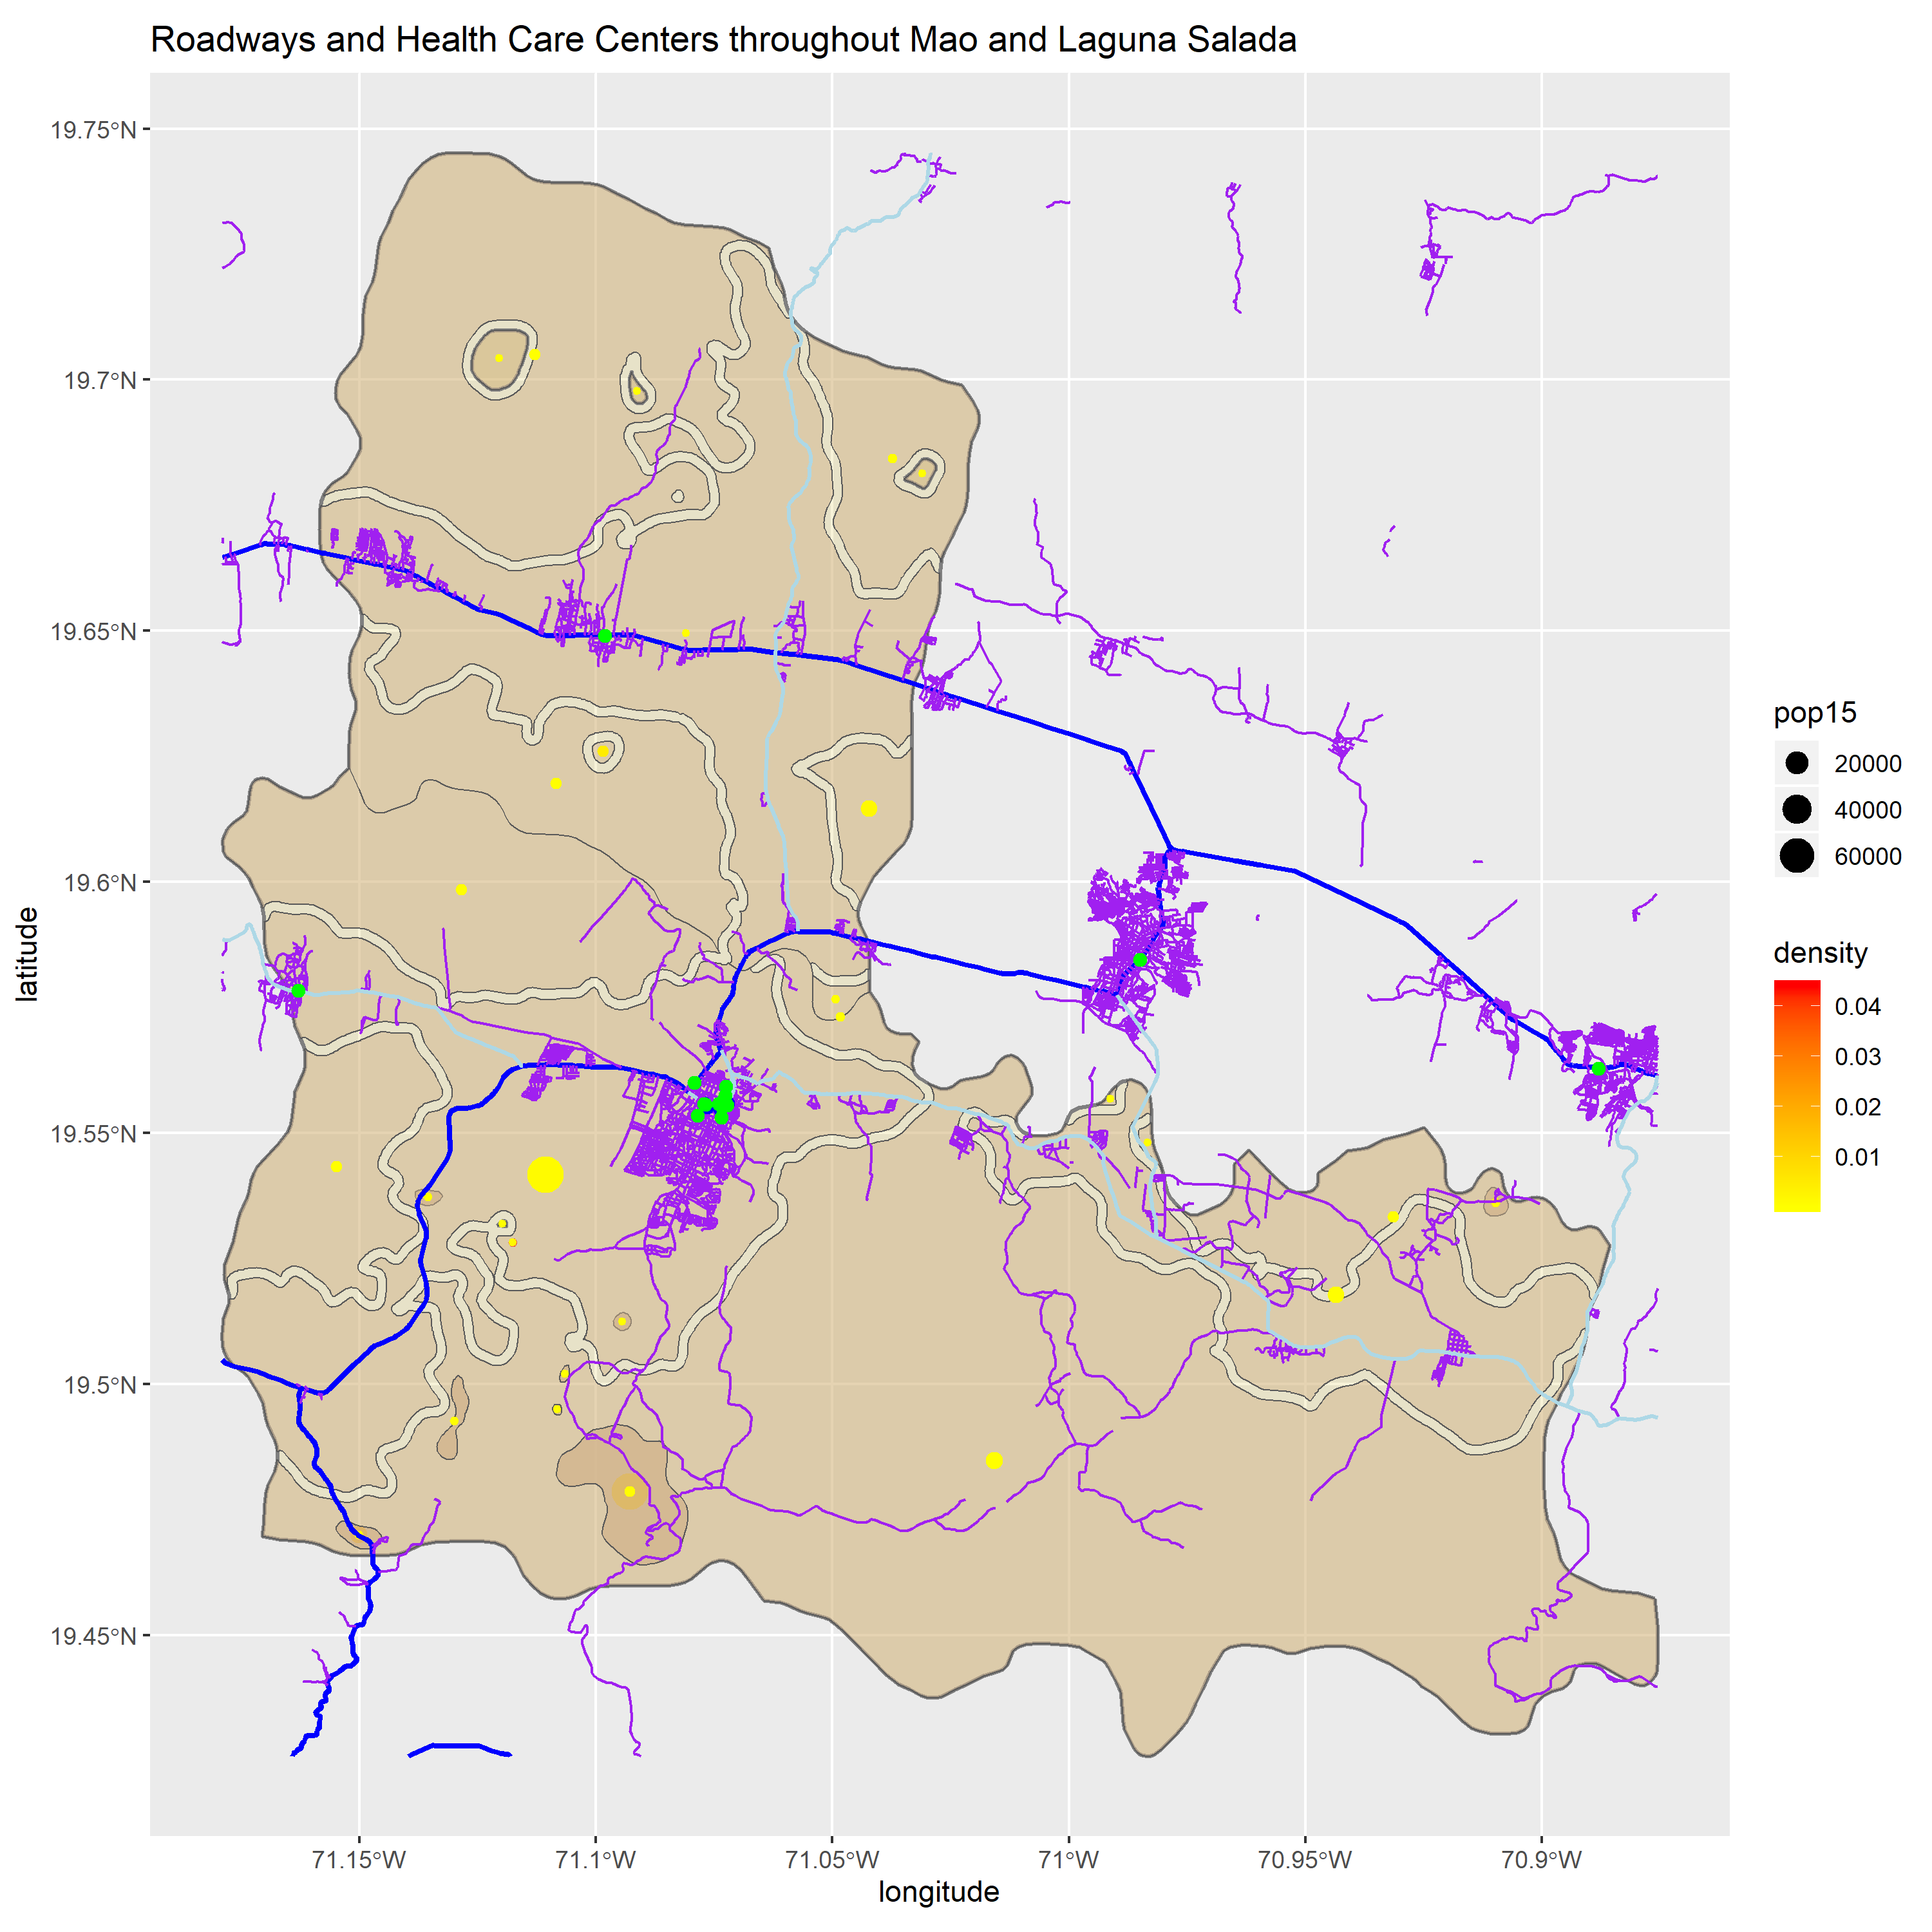 Roadways and Health Care Centers throughout Mao and Laguna Salada
19.75°N
19.7°N
19.65°N
19.6°N
19.55°N
19.5°N
19.45°N
latitude
71.15°W
71.1°W
71.05°W
71°W
70.95°W
70.9°W
longitude
pop15
20000
40000
60000
density
0.04
0.03
0.02
0.01